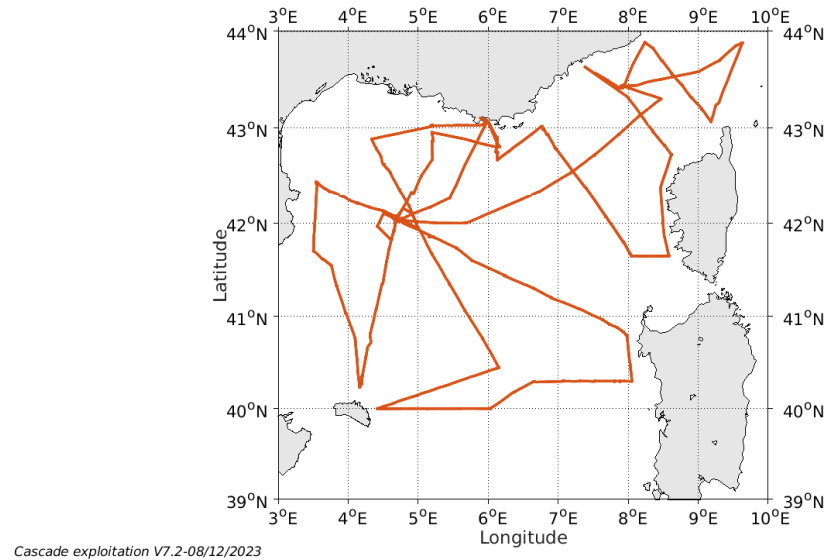 3°E 4°E 5°E 6°E 7°E 8°E 9°E 10°E
44°N 44°N
43°N 43°N
42°N 42°N
Latitude
41°N 41°N
40°N 40°N
39°N 39°N
3°E 4°E 5°E 6°E 7°E 8°E 9°E 10°E
Longitude
Cascade exploitation V7.2-08/12/2023